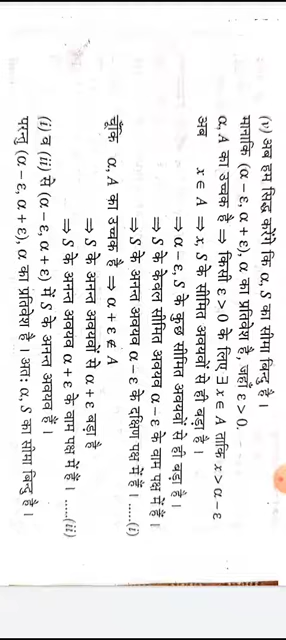 (v) अब हम सिद्ध करेंगे कि α, S का सीमा बिन्दु है।
मानाकि (α − ε, α + ε), α का प्रतिवेश है, जहाँ ε > 0.
α, A का उच्चक है ⇒ किसी ε > 0 के लिए ∃ x ∈ A ताकि x > α − ε
अब x ∈ A ⇒ x, S के सीमित अवयवों से ही बड़ा है।
⇒ α − ε, S के कुछ सीमित अवयवों से ही बड़ा है।
⇒ S के केवल सीमित अवयव α − ε के वाम पक्ष में हैं।
⇒ S के अनन्त अवयव α − ε के दक्षिण पक्ष में हैं। .....(i)
चूँकि α, A का उच्चक है ⇒ α + ε ∉ A
⇒ S के अनन्त अवयवों से α + ε बड़ा है
⇒ S के अनन्त अवयव α + ε के वाम पक्ष में हैं। .....(ii)
(i) व (ii) से (α − ε, α + ε) में S के अनन्त अवयव हैं।
परन्तु (α − ε, α + ε), α का प्रतिवेश है। अतः α, S का सीमा बिन्दु है।